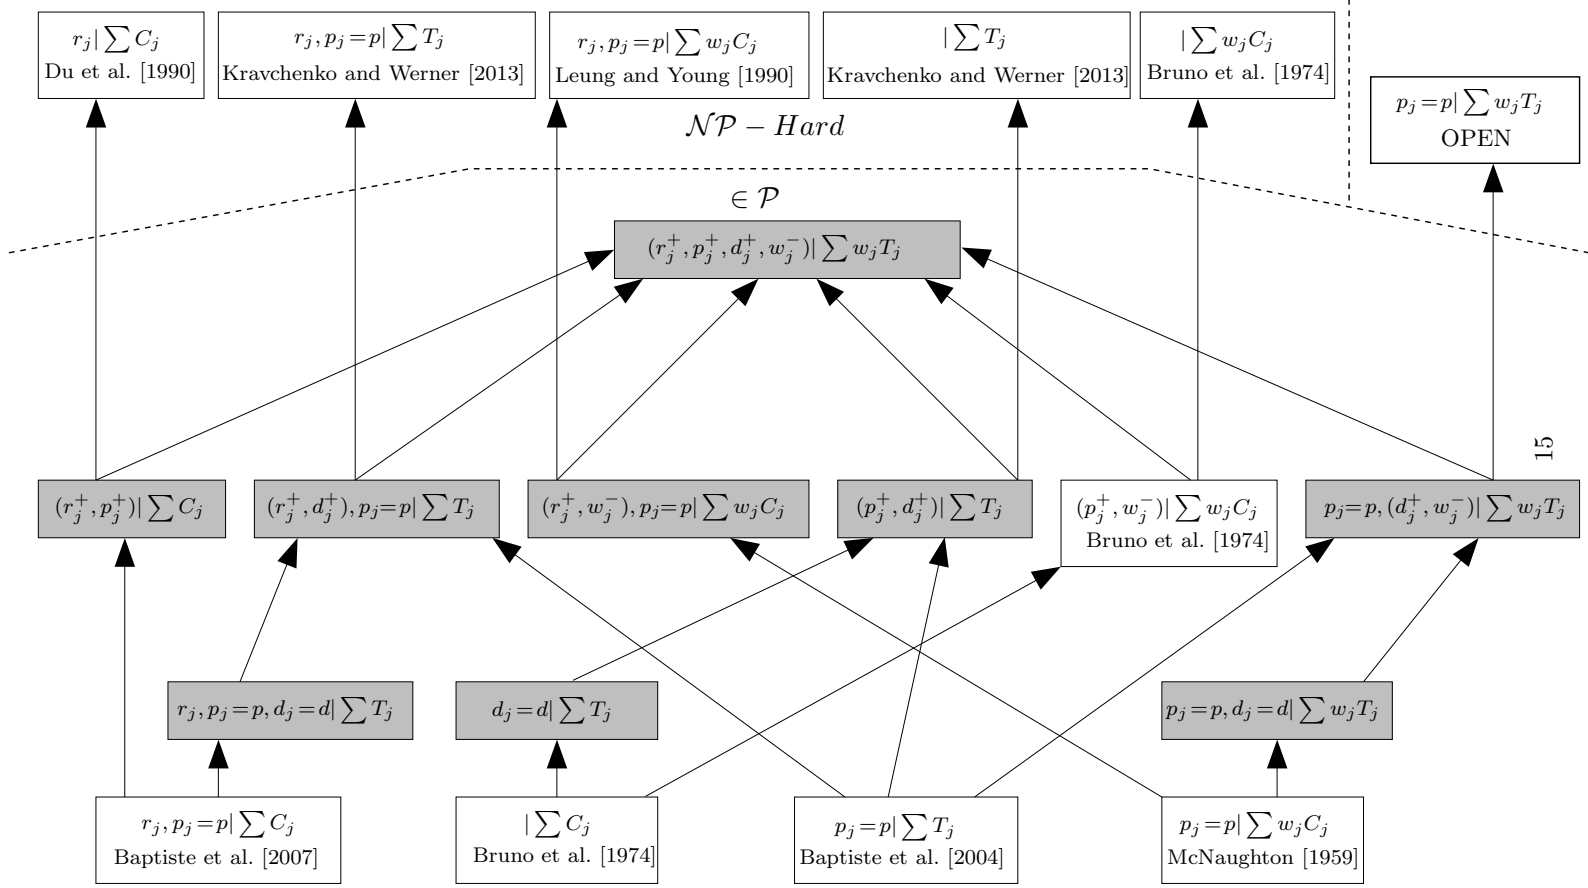 r_j| ∑ C_j
Du et al. [1990]
r_j, p_j = p| ∑ T_j
Kravchenko and Werner [2013]
r_j, p_j = p| ∑ w_jC_j
Leung and Young [1990]
| ∑ T_j
Kravchenko and Werner [2013]
| ∑ w_jC_j
Bruno et al. [1974]
p_j = p| ∑ w_jT_j
OPEN
𝒩𝒫 − Hard
∈ 𝒫
(r_j^+, p_j^+, d_j^+, w_j^-)| ∑ w_jT_j
15
(r_j^+, p_j^+)| ∑ C_j
(r_j^+, d_j^+), p_j = p| ∑ T_j
(r_j^+, w_j^-), p_j = p| ∑ w_jC_j
(p_j^+, d_j^+)| ∑ T_j
(p_j^+, w_j^-)| ∑ w_jC_j
Bruno et al. [1974]
p_j = p, (d_j^+, w_j^-)| ∑ w_jT_j
r_j, p_j = p, d_j = d| ∑ T_j
d_j = d| ∑ T_j
p_j = p, d_j = d| ∑ w_jT_j
r_j, p_j = p| ∑ C_j
Baptiste et al. [2007]
| ∑ C_j
Bruno et al. [1974]
p_j = p| ∑ T_j
Baptiste et al. [2004]
p_j = p| ∑ w_jC_j
McNaughton [1959]